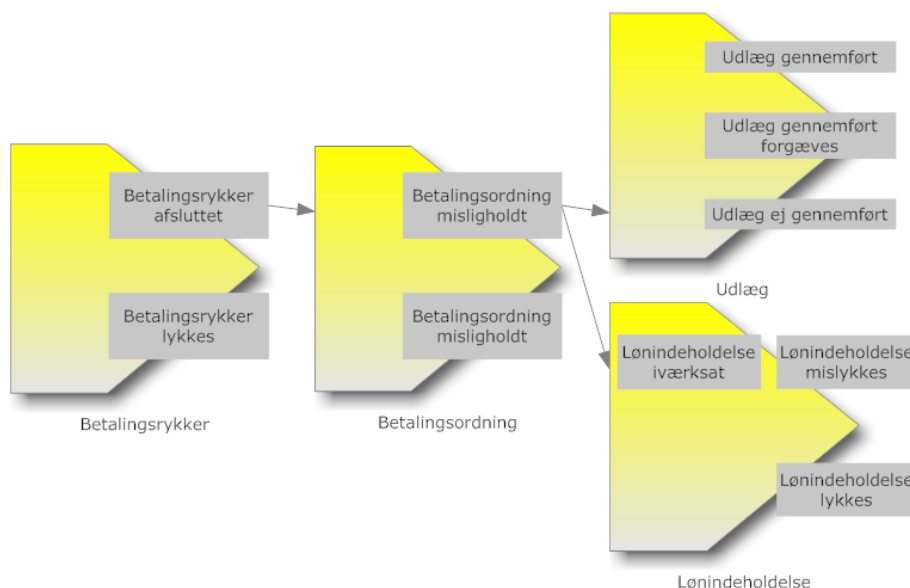 Betalingsrykker
afsluttet
Betalingsrykker
lykkes
Betalingsrykker
Betalingsordning
misligholdt
Betalingsordning
misligholdt
Betalingsordning
Udlæg gennemført
Udlæg gennemført
forgæves
Udlæg ej gennemført
Udlæg
Lønindeholdelse
iværksat
Lønindeholdelse
mislykkes
Lønindeholdelse
lykkes
Lønindeholdelse